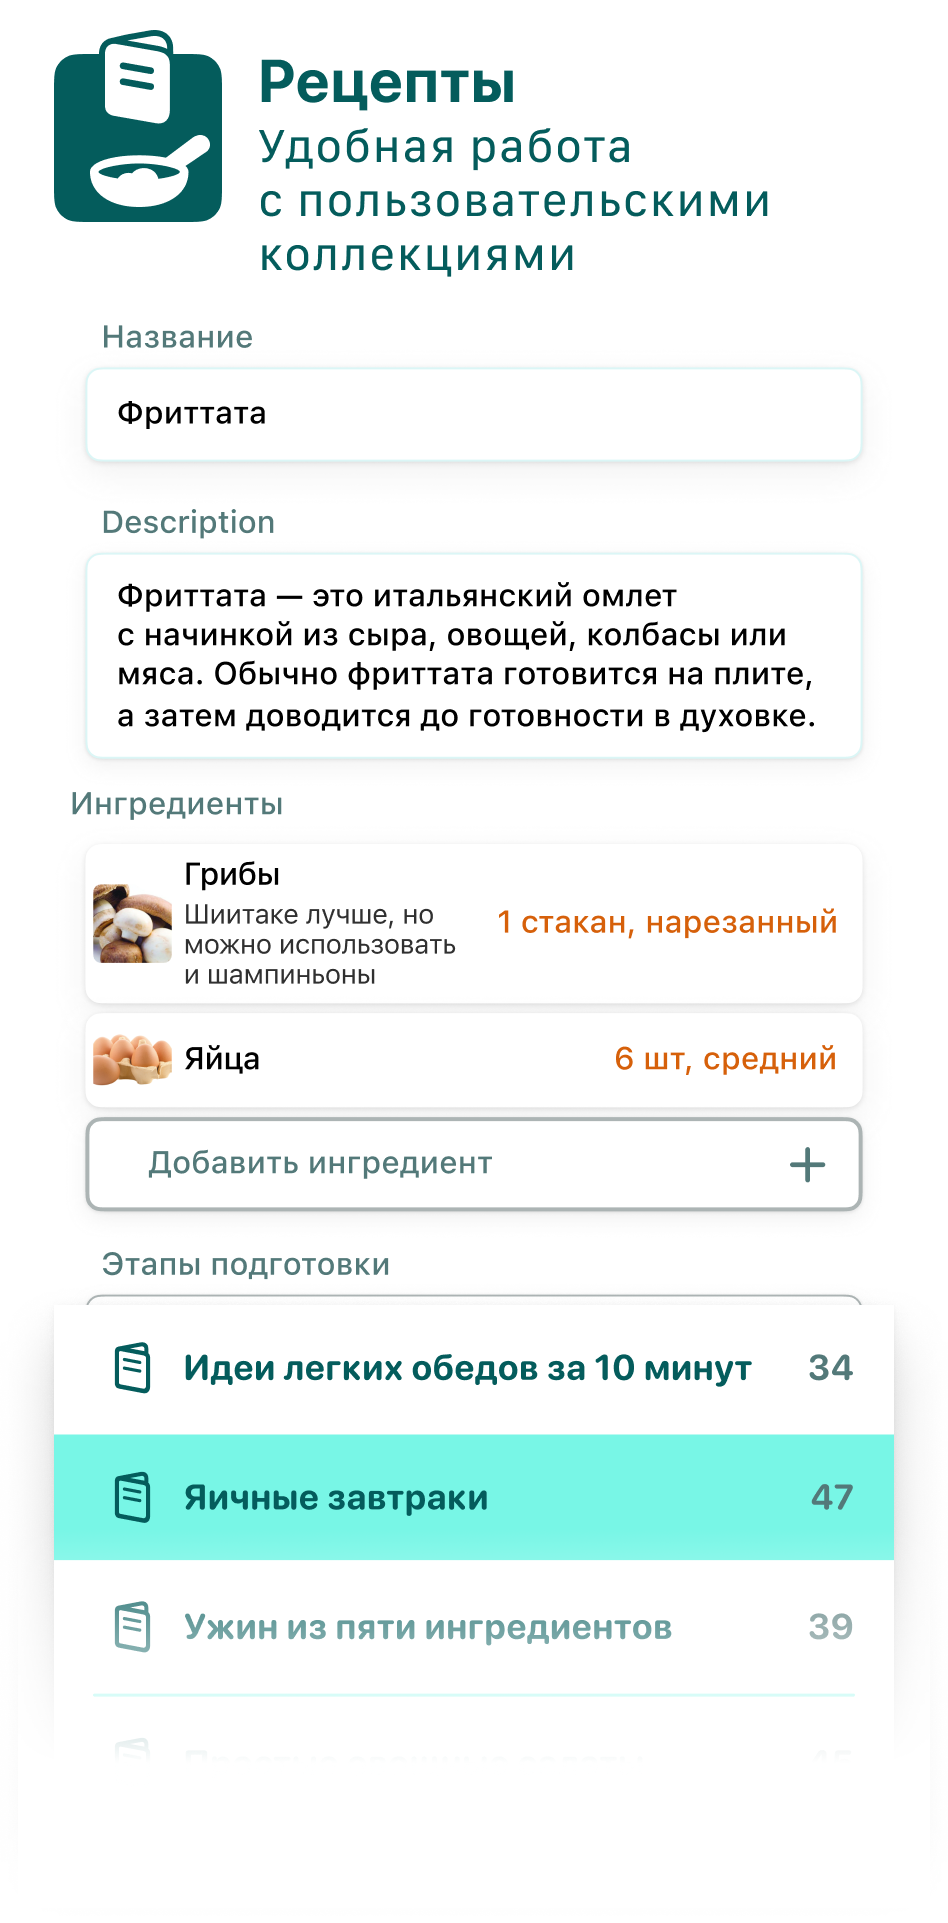 Рецепты
Удобная работа
с пользовательскими
коллекциями
Название
Фриттата
Description
Фриттата — это итальянский омлет
с начинкой из сыра, овощей, колбасы или
мяса. Обычно фриттата готовится на плите,
а затем доводится до готовности в духовке.
Ингредиенты
Грибы
Шиитаке лучше, но
можно использовать
и шампиньоны
1 стакан, нарезанный
Яйца
6 шт, средний
Добавить ингредиент
Этапы подготовки
Идеи легких обедов за 10 минут 34
Яичные завтраки 47
Ужин из пяти ингредиентов 39